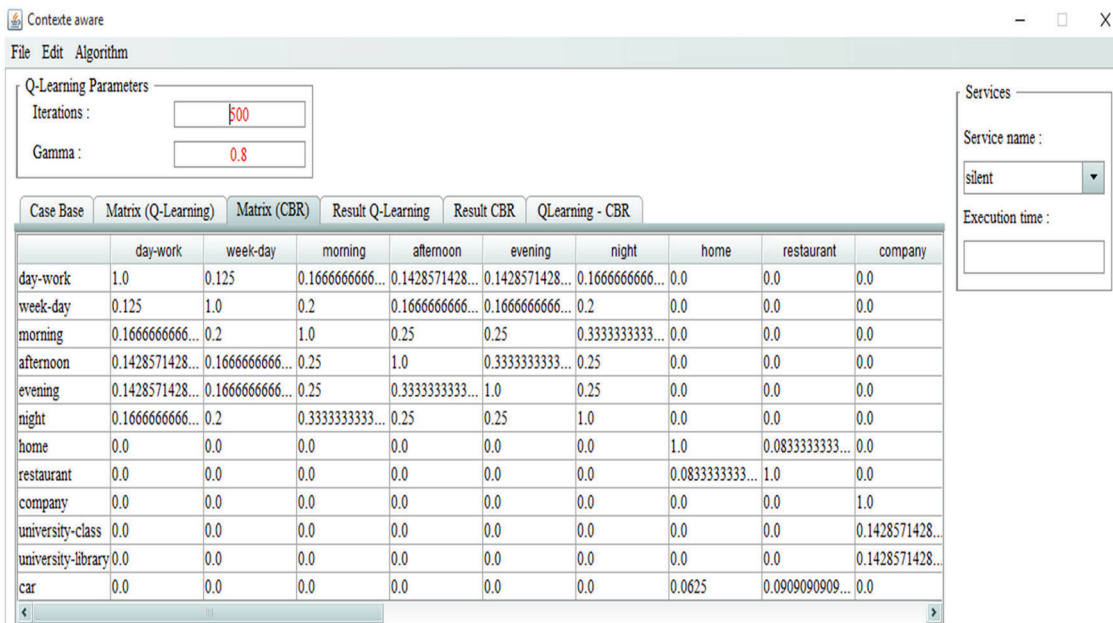 Contexte aware
File Edit Algorithm
Q-Learning Parameters
Iterations : 500
Gamma : 0.8
Services
Service name :
silent
Execution time :
Case Base Matrix (Q-Learning) Matrix (CBR) Result Q-Learning Result CBR QLearning - CBR
day-work week-day morning afternoon evening night home restaurant company
day-work 1.0 0.125 0.1666666666... 0.1428571428... 0.1428571428... 0.1666666666... 0.0 0.0 0.0
week-day 0.125 1.0 0.2 0.1666666666... 0.1666666666... 0.2 0.0 0.0 0.0
morning 0.1666666666... 0.2 1.0 0.25 0.25 0.3333333333... 0.0 0.0 0.0
afternoon 0.1428571428... 0.1666666666... 0.25 1.0 0.3333333333... 0.25 0.0 0.0 0.0
evening 0.1428571428... 0.1666666666... 0.25 0.3333333333... 1.0 0.25 0.0 0.0 0.0
night 0.1666666666... 0.2 0.3333333333... 0.25 0.25 1.0 0.0 0.0 0.0
home 0.0 0.0 0.0 0.0 0.0 0.0 1.0 0.0833333333... 0.0
restaurant 0.0 0.0 0.0 0.0 0.0 0.0 0.0833333333... 1.0 0.0
company 0.0 0.0 0.0 0.0 0.0 0.0 0.0 0.0 1.0
university-class 0.0 0.0 0.0 0.0 0.0 0.0 0.0 0.0 0.1428571428...
university-library 0.0 0.0 0.0 0.0 0.0 0.0 0.0 0.0 0.1428571428...
car 0.0 0.0 0.0 0.0 0.0 0.0 0.0625 0.0909090909... 0.0